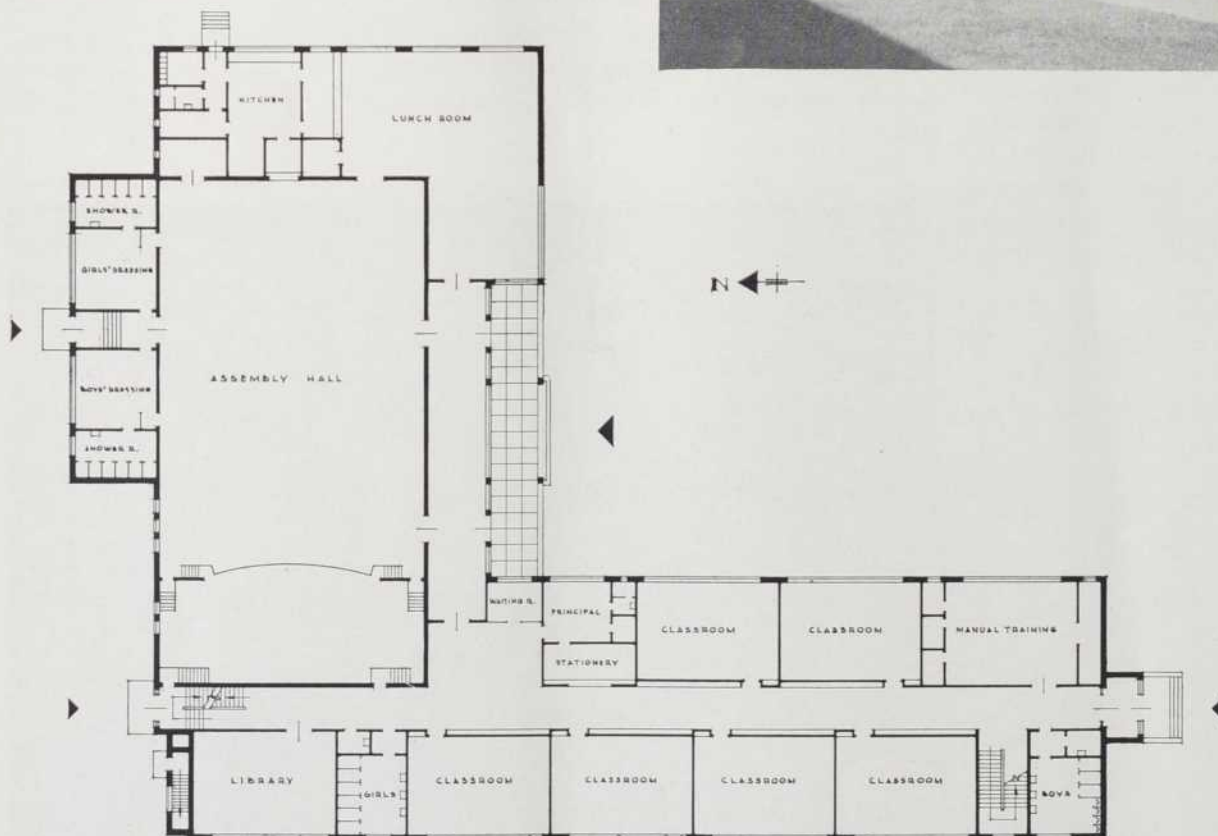 KITCHEN
LUNCH ROOM
SHOWER R.
GIRLS' DRESSING
N
ASSEMBLY HALL
BOYS' DRESSING
SHOWER R.
WAITING R.
PRINCIPAL
CLASSROOM
CLASSROOM
MANUAL TRAINING
STATIONERY
LIBRARY
GIRLS
CLASSROOM
CLASSROOM
CLASSROOM
CLASSROOM
BOYS